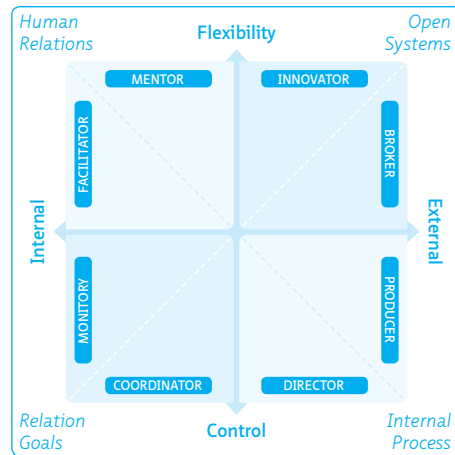 Human
Relations
Flexibility
Open
Systems
MENTOR
INNOVATOR
FACILITATOR
BROKER
Internal
External
MONITORY
PRODUCER
COORDINATOR
DIRECTOR
Relation
Goals
Control
Internal
Process